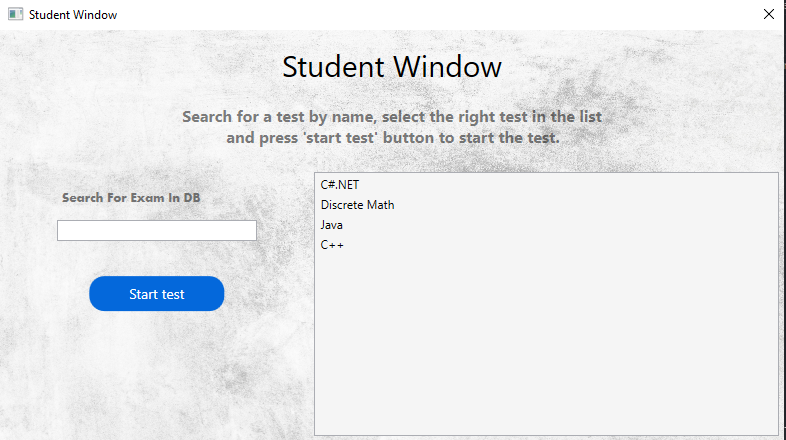 Student Window
Student Window
Search for a test by name, select the right test in the list
and press 'start test' button to start the test.
Search For Exam In DB
Start test
C#.NET
Discrete Math
Java
C++